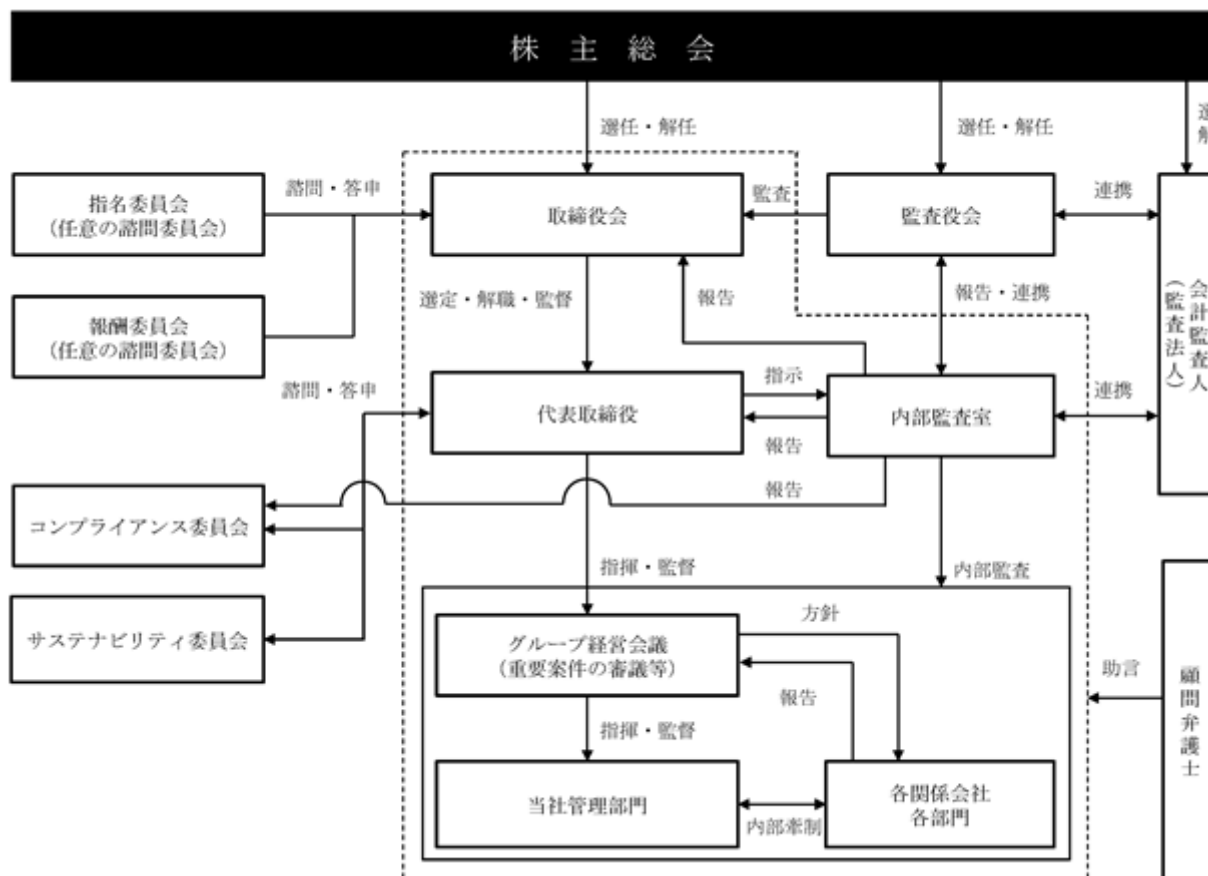 株主総会
選任・解任
選任・解任
選
解
指名委員会
（任意の諮問委員会）
諮問・答申
取締役会
監査
監査役会
連携
会計監査人
（監査法人）
報酬委員会
（任意の諮問委員会）
選定・解職・監督
報告
報告・連携
諮問・答申
代表取締役
指示
報告
内部監査室
連携
報告
コンプライアンス委員会
サステナビリティ委員会
指揮・監督
内部監査
グループ経営会議
（重要案件の審議等）
方針
報告
助言
顧問弁護士
指揮・監督
当社管理部門
内部牽制
各関係会社
各部門